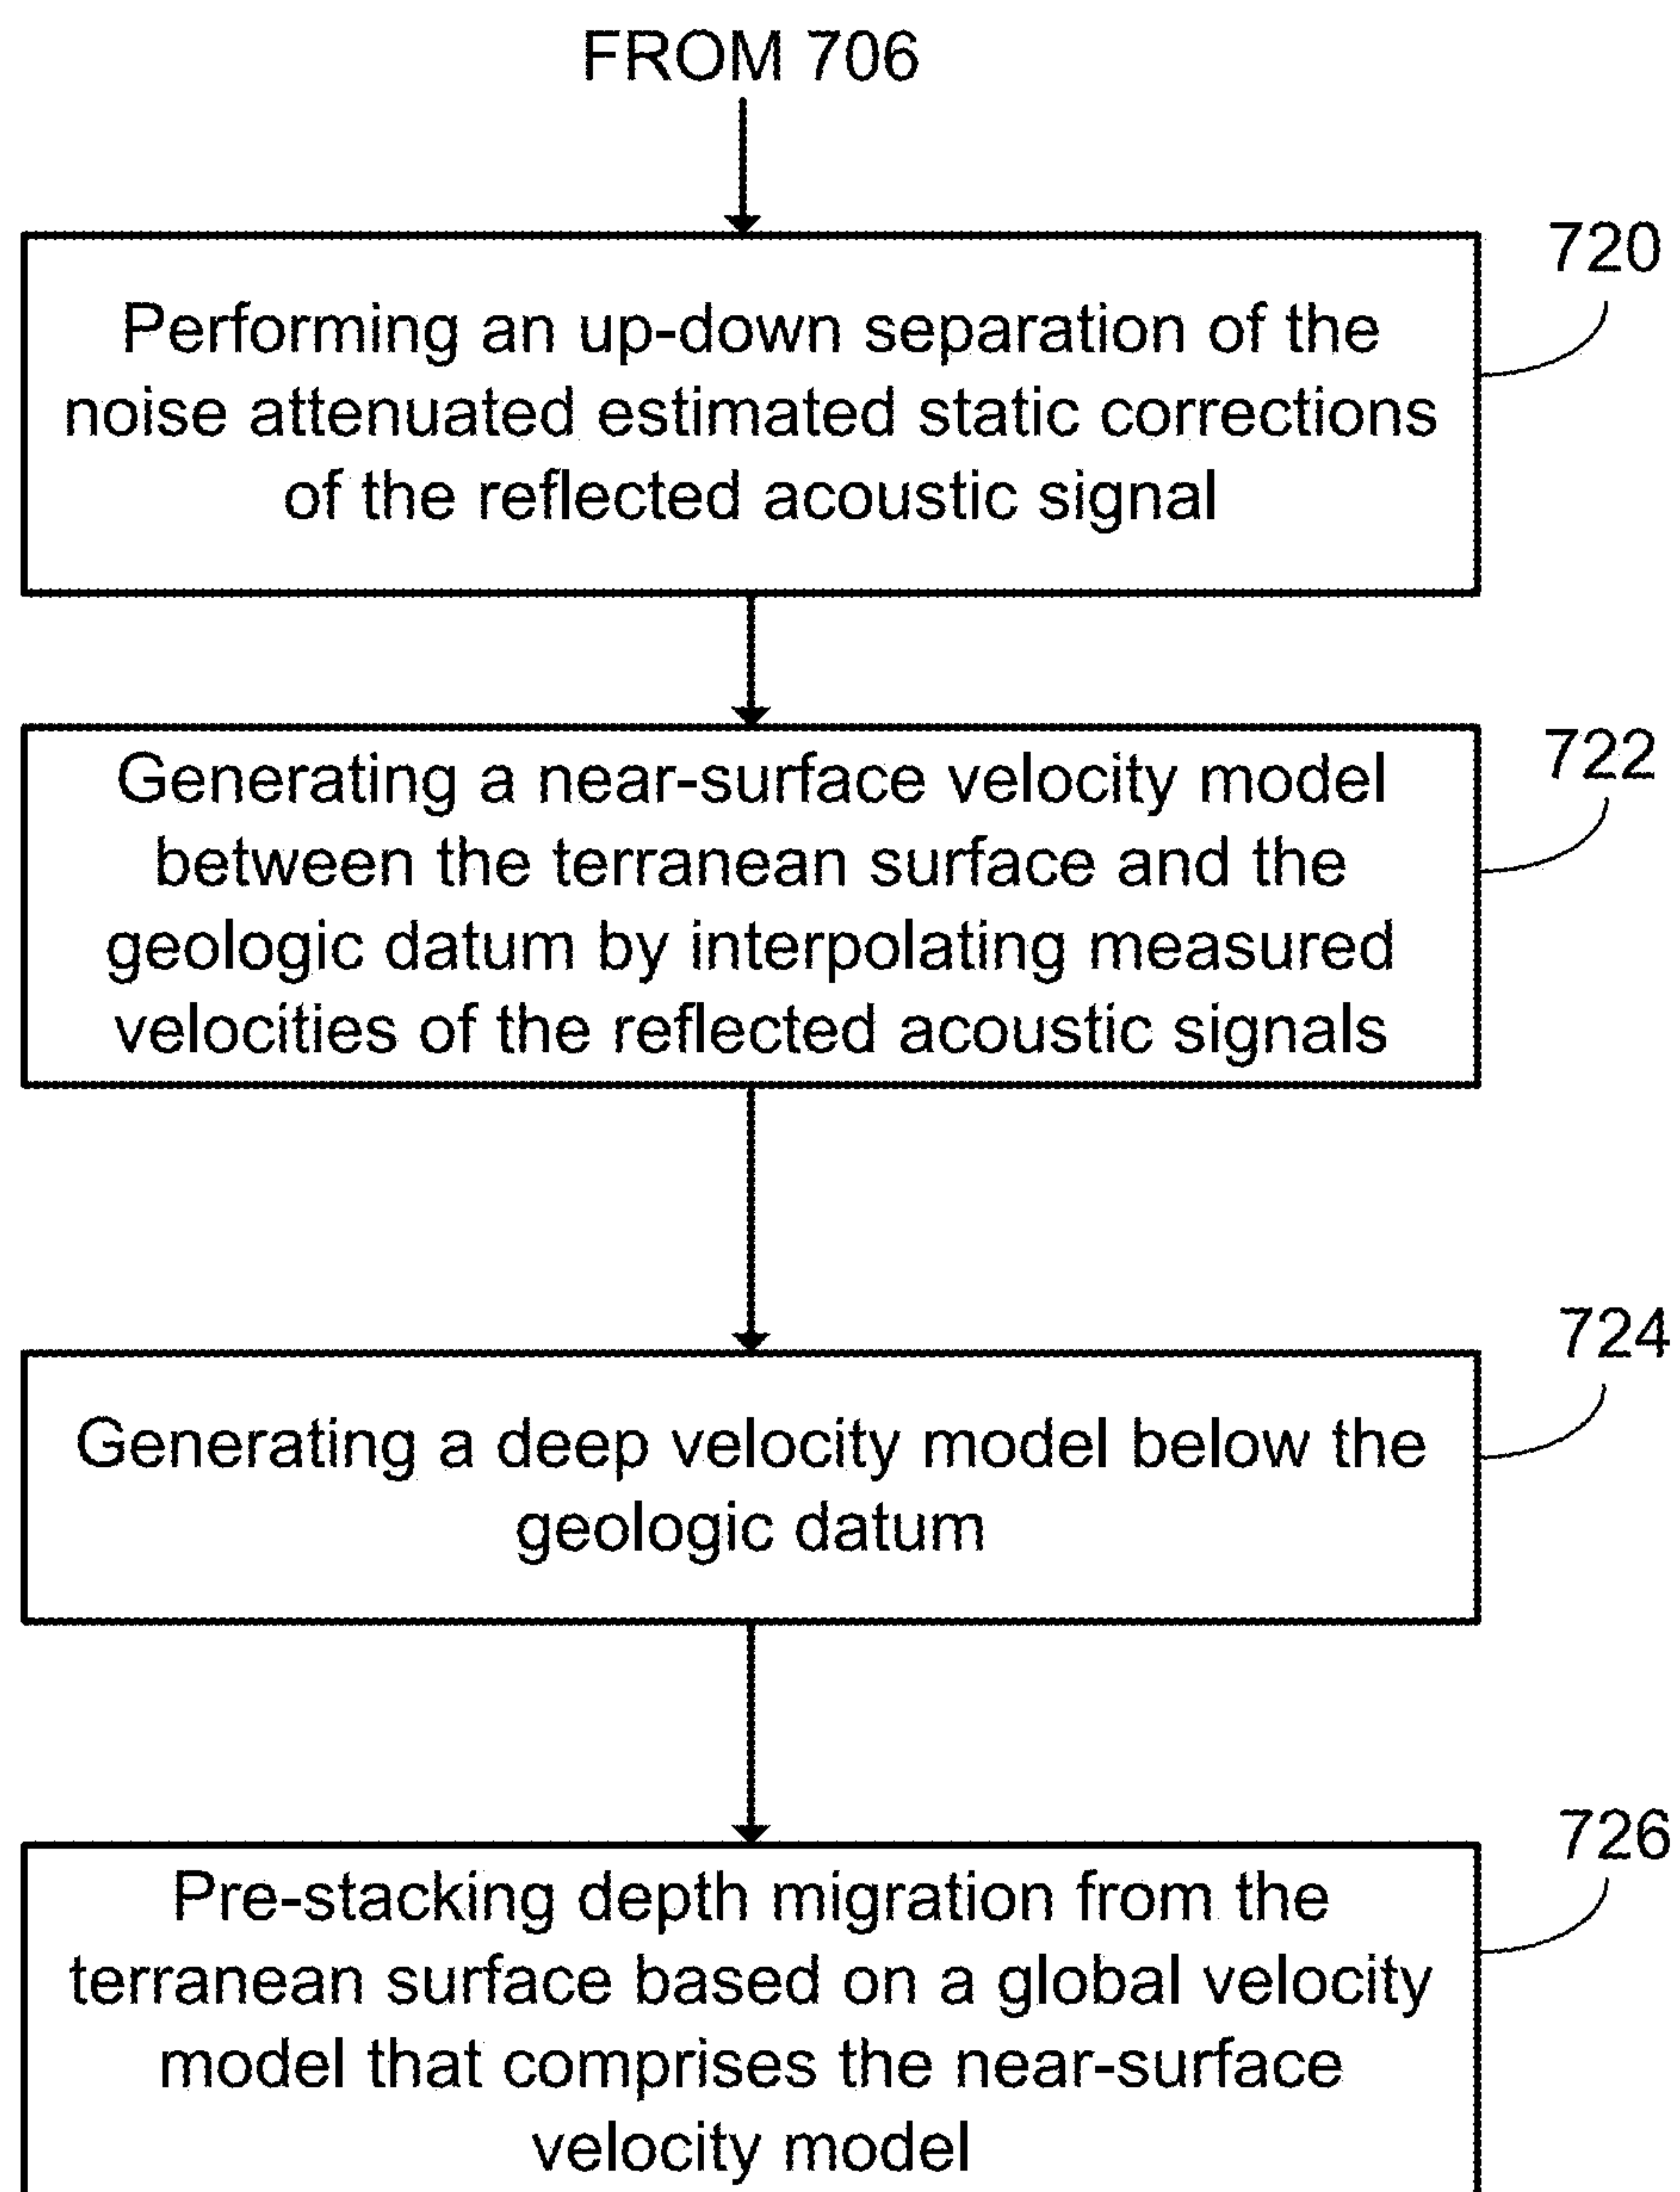 FROM 706
720
Performing an up-down separation of the
noise attenuated estimated static corrections
of the reflected acoustic signal
722
Generating a near-surface velocity model
between the terranean surface and the
geologic datum by interpolating measured
velocities of the reflected acoustic signals
724
Generating a deep velocity model below the
geologic datum
726
Pre-stacking depth migration from the
terranean surface based on a global velocity
model that comprises the near-surface
velocity model